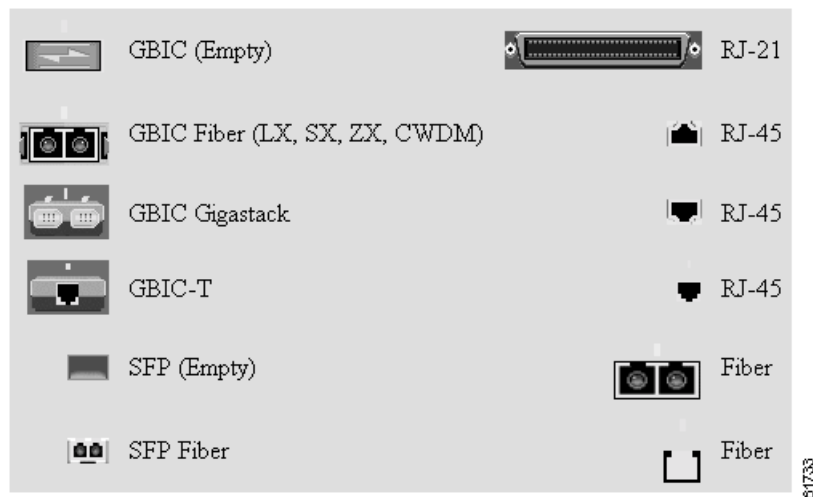 GBIC (Empty)
RJ-21
GBIC Fiber (LX, SX, ZX, CWDM)
RJ-45
GBIC Gigastack
RJ-45
GBIC-T
RJ-45
SFP (Empty)
Fiber
SFP Fiber
Fiber
61733